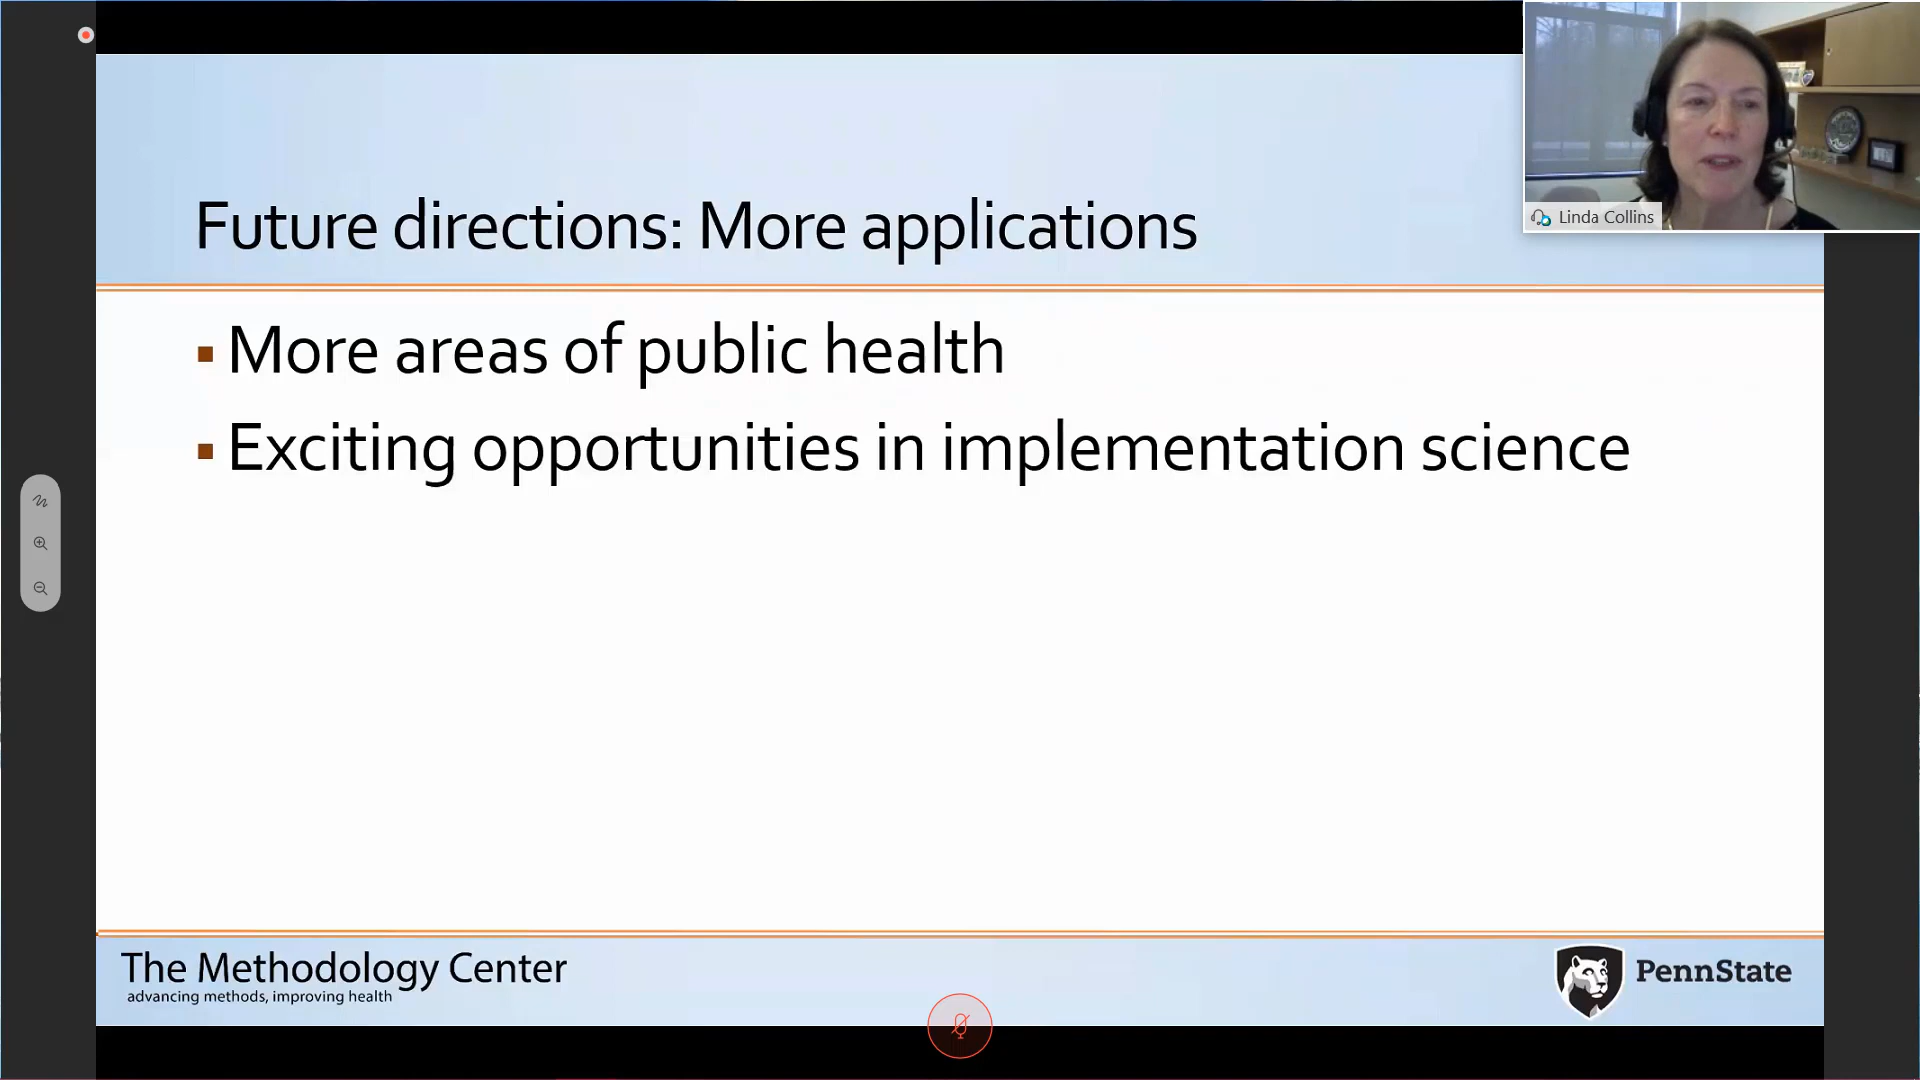 Linda Collins
Future directions: More applications
▪ More areas of public health
▪ Exciting opportunities in implementation science
The Methodology Center
advancing methods, improving health
PennState